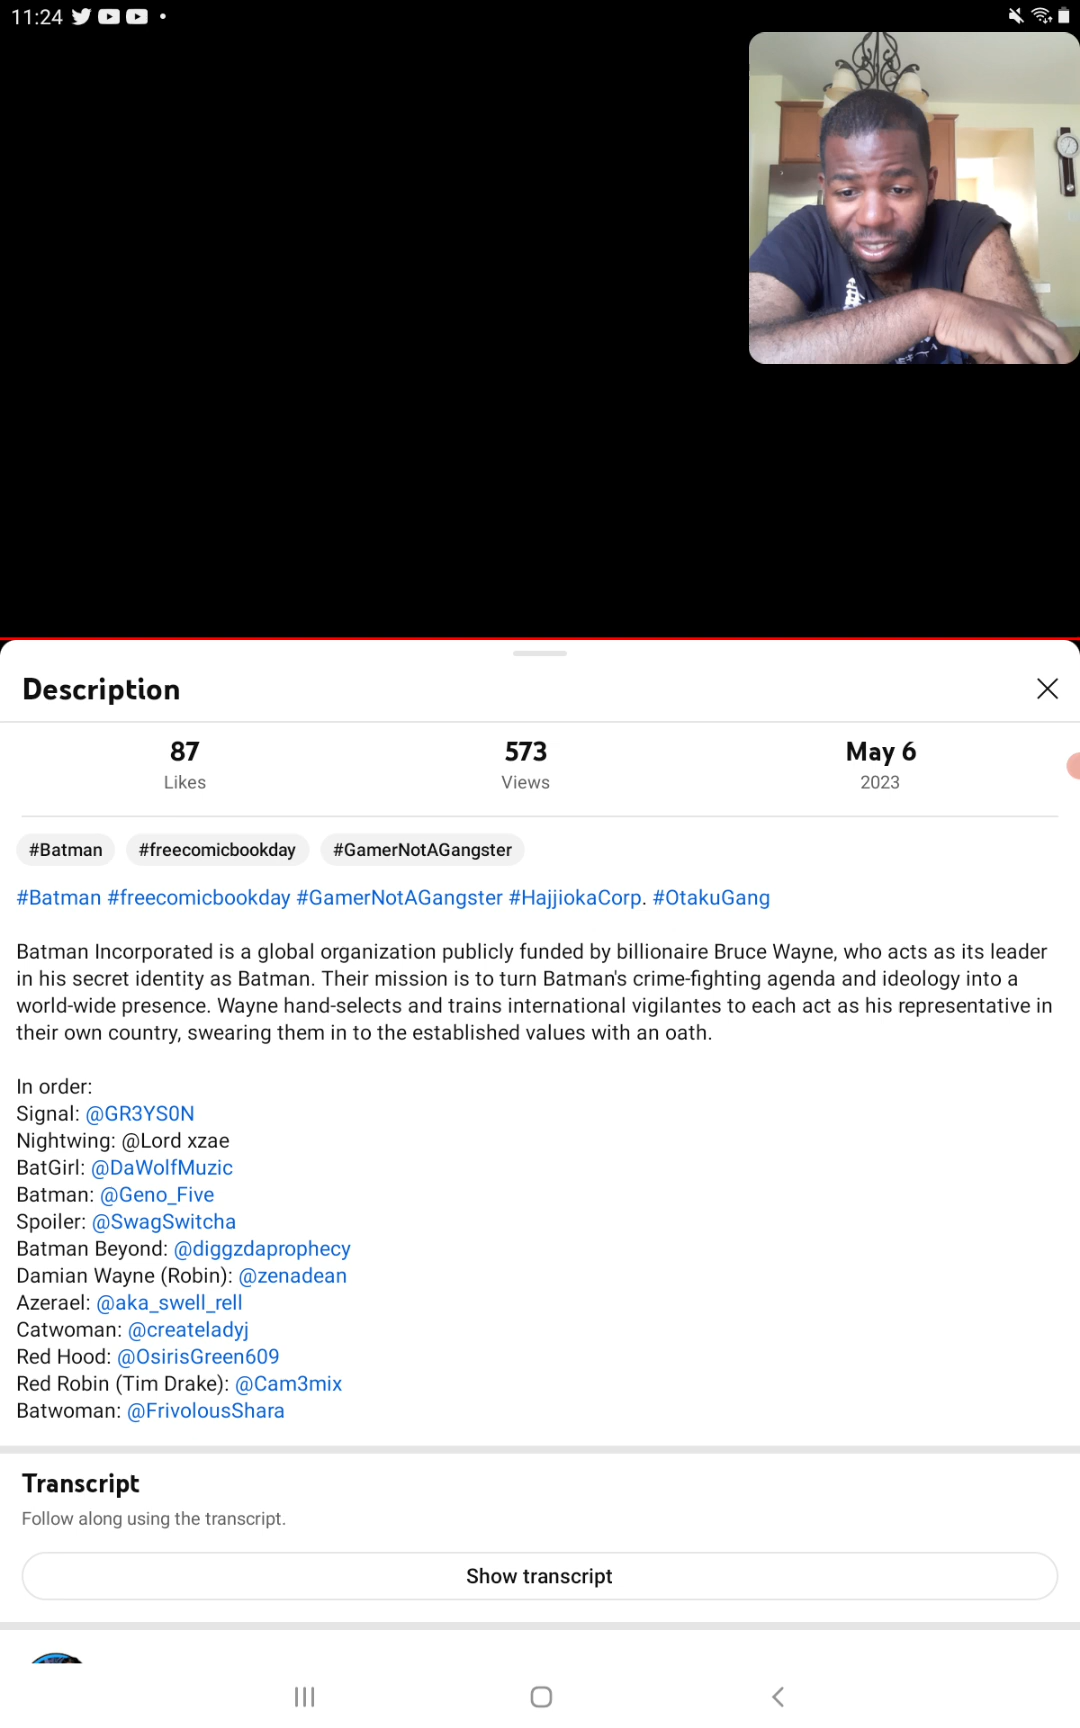 11:24
Description
87
Likes
573
Views
May 6
2023
#Batman
#freecomicbookday
#GamerNotAGangster
#Batman #freecomicbookday #GamerNotAGangster #HajjiokaCorp. #OtakuGang
Batman Incorporated is a global organization publicly funded by billionaire Bruce Wayne, who acts as its leader
in his secret identity as Batman. Their mission is to turn Batman's crime-fighting agenda and ideology into a
world-wide presence. Wayne hand-selects and trains international vigilantes to each act as his representative in
their own country, swearing them in to the established values with an oath.
In order:
Signal: @GR3YS0N
Nightwing: @Lord xzae
BatGirl: @DaWolfMuzic
Batman: @Geno_Five
Spoiler: @SwagSwitcha
Batman Beyond: @diggzdaprophecy
Damian Wayne (Robin): @zenadean
Azerael: @aka_swell_rell
Catwoman: @createladyj
Red Hood: @OsirisGreen609
Red Robin (Tim Drake): @Cam3mix
Batwoman: @FrivolousShara
Transcript
Follow along using the transcript.
Show transcript